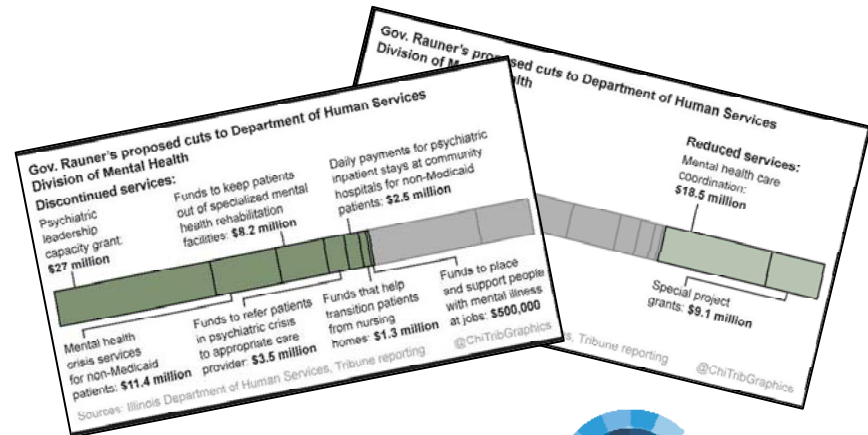 Gov. Rauner's proposed cuts to Department of Human Services
Division of Mental Health
Discontinued services:
Psychiatric
leadership
capacity grant:
$27 million
Funds to keep patients
out of specialized mental
health rehabilitation
facilities: $8.2 million
Daily payments for psychiatric
inpatient stays at community
hospitals for non-Medicaid
patients: $2.5 million
Mental health
crisis services
for non-Medicaid
patients: $11.4 million
Funds to refer patients
in psychiatric crisis
to appropriate care
provider: $3.5 million
Funds that help
transition patients
from nursing
homes: $1.3 million
Funds to place
and support people
with mental illness
at jobs: $500,000
Sources: Illinois Department of Human Services, Tribune reporting
@ChiTribGraphics
Gov. Rauner's proposed cuts to Department of Human Services
Division of M alth
Reduced services:
Mental health care
coordination:
$18.5 million
Special project
grants: $9.1 million
s, Tribune reporting
@ChiTribGraphics